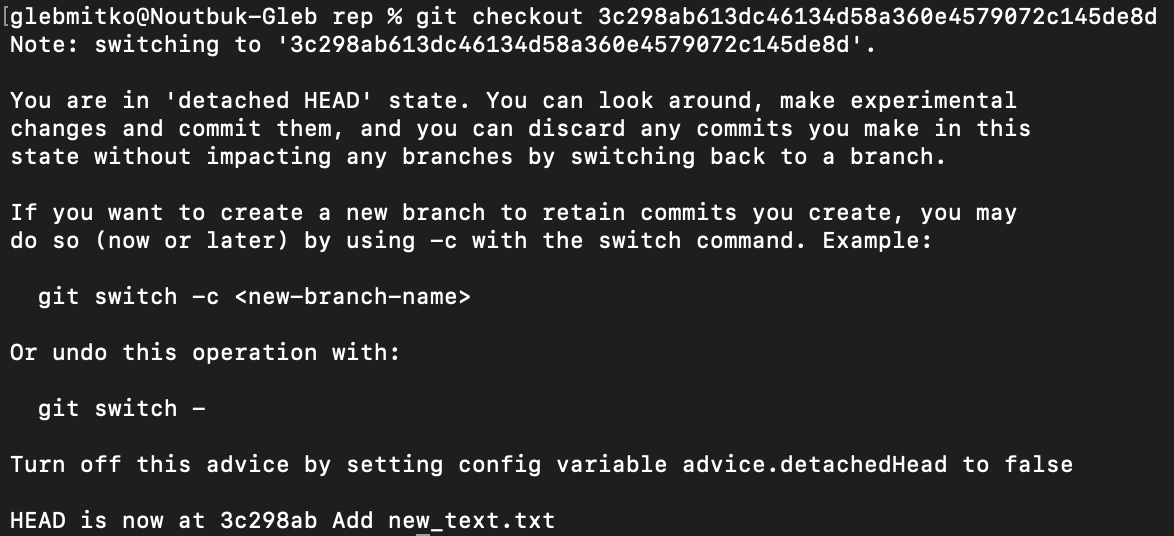 [glebmitko@Noutbuk-Gleb rep % git checkout 3c298ab613dc46134d58a360e4579072c145de8d
Note: switching to '3c298ab613dc46134d58a360e4579072c145de8d'.
You are in 'detached HEAD' state. You can look around, make experimental
changes and commit them, and you can discard any commits you make in this
state without impacting any branches by switching back to a branch.
If you want to create a new branch to retain commits you create, you may
do so (now or later) by using -c with the switch command. Example:
git switch -c <new-branch-name>
Or undo this operation with:
git switch -
Turn off this advice by setting config variable advice.detachedHead to false
HEAD is now at 3c298ab Add new_text.txt